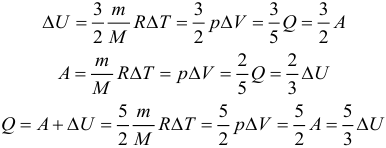 ΔU = 3/2 m/M RΔT = 3/2 pΔV = 3/5 Q = 3/2 A
A = m/M RΔT = pΔV = 2/5 Q = 2/3 ΔU
Q = A + ΔU = 5/2 m/M RΔT = 5/2 pΔV = 5/2 A = 5/3 ΔU